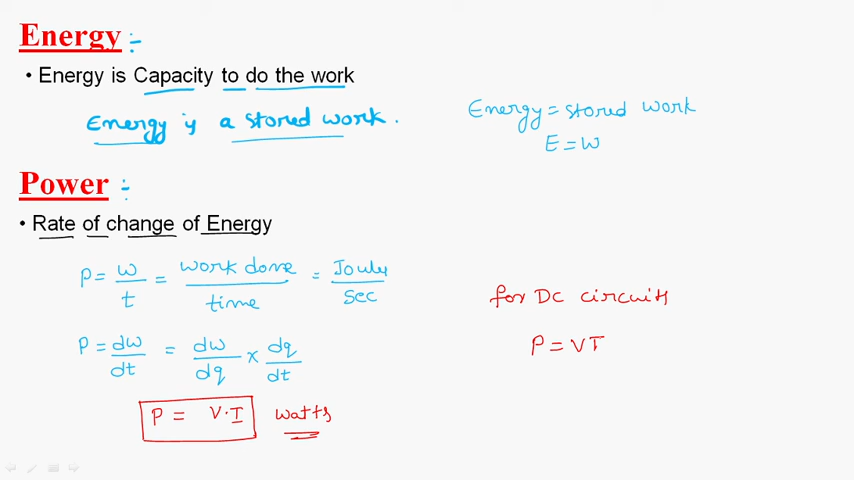 Energy :-
• Energy is Capacity to do the work
Energy is a stored work.
Energy = stored work
E = W
Power :-
• Rate of change of Energy
P = W/t = work done/time = Joule/sec
for DC circuits
P = dw/dt = dw/dq × dq/dt
P = VI
P = V·I watts